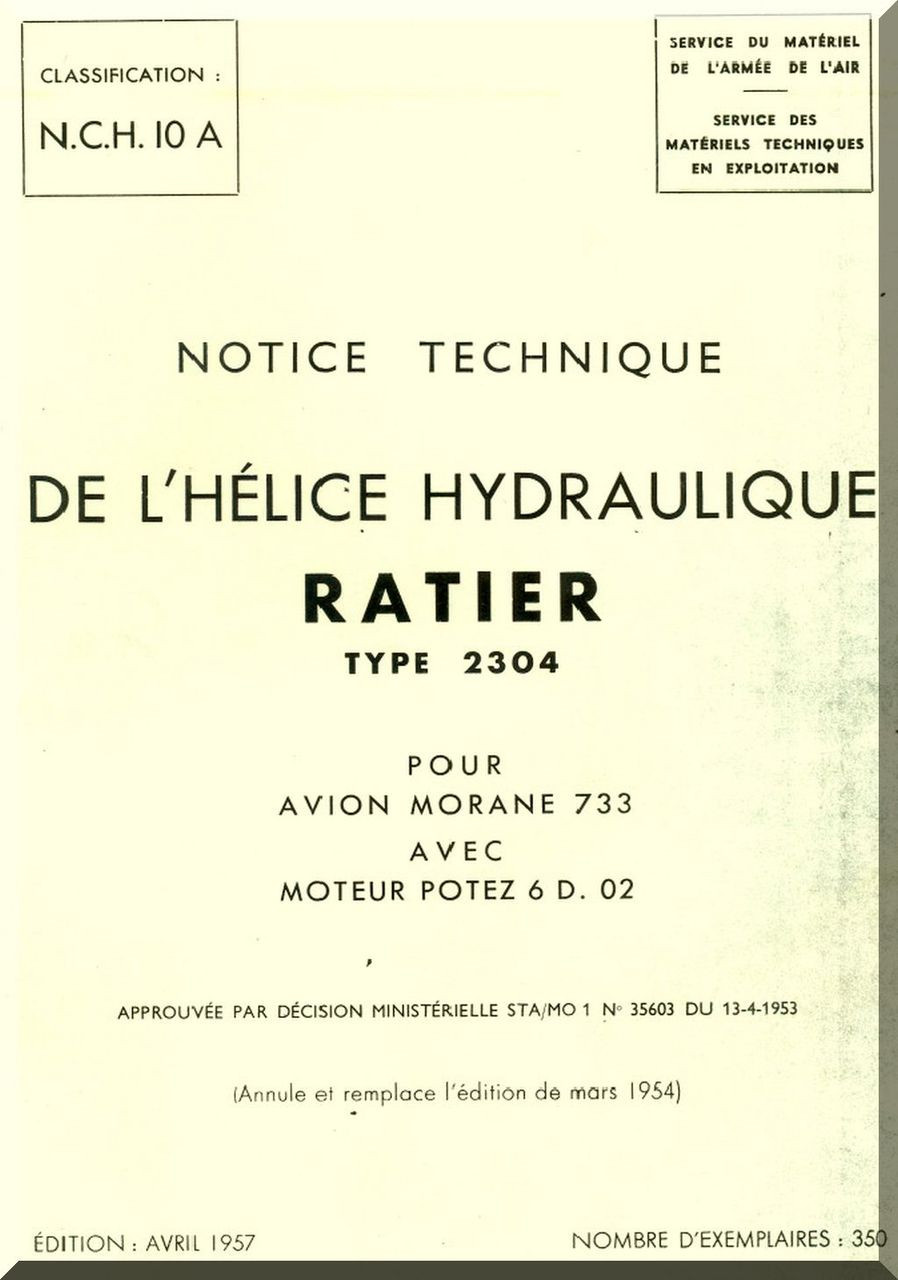 CLASSIFICATION :
N.C.H. 10 A
SERVICE DU MATÉRIEL
DE L'ARMÉE DE L'AIR
SERVICE DES
MATÉRIELS TECHNIQUES
EN EXPLOITATION
NOTICE TECHNIQUE
DE L'HÉLICE HYDRAULIQUE
RATIER
TYPE 2304
POUR
AVION MORANE 733
AVEC
MOTEUR POTEZ 6 D. 02
APPROUVÉE PAR DÉCISION MINISTÉRIELLE STA/MO 1 N° 35603 DU 13-4-1953
(Annule et remplace l'édition de mars 1954)
ÉDITION : AVRIL 1957
NOMBRE D'EXEMPLAIRES : 350